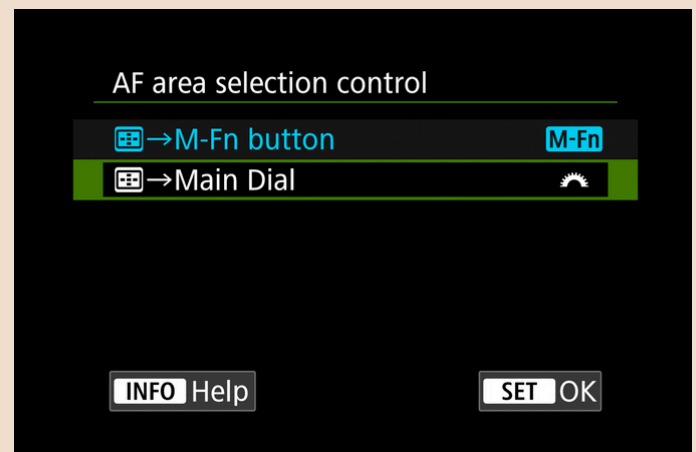 AF area selection control
→M-Fn button M-Fn
→Main Dial
INFO Help SET OK